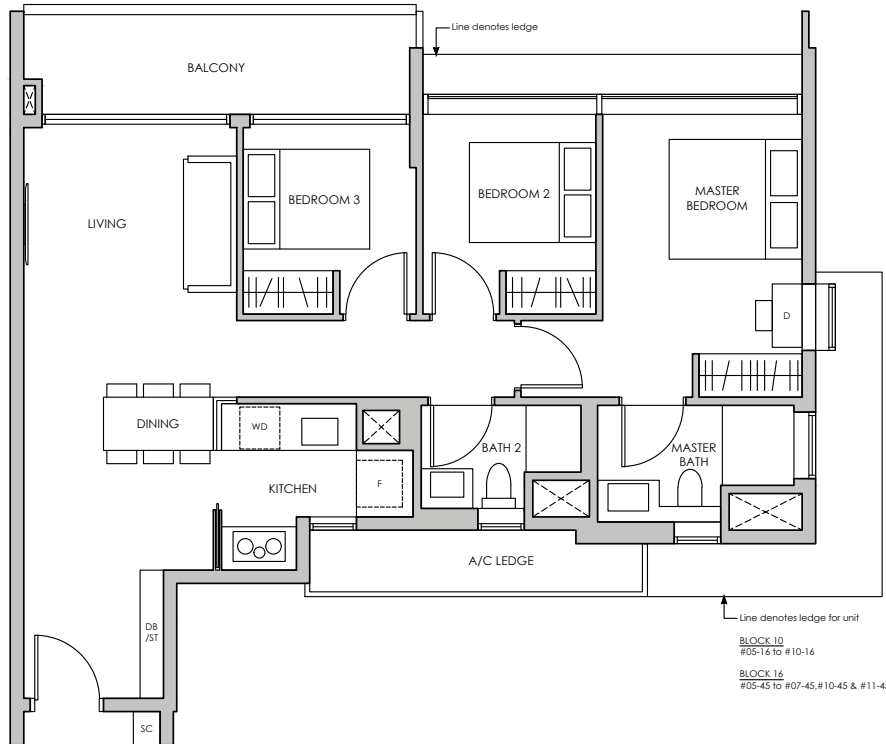 Line denotes ledge
BALCONY
BEDROOM 3
BEDROOM 2
MASTER
BEDROOM
LIVING
D
DINING
WD
BATH 2
MASTER
BATH
KITCHEN
F
A/C LEDGE
DB
/ST
SC
Line denotes ledge for unit
BLOCK 10
#05-16 to #10-16
BLOCK 16
#05-45 to #07-45,#10-45 & #11-4